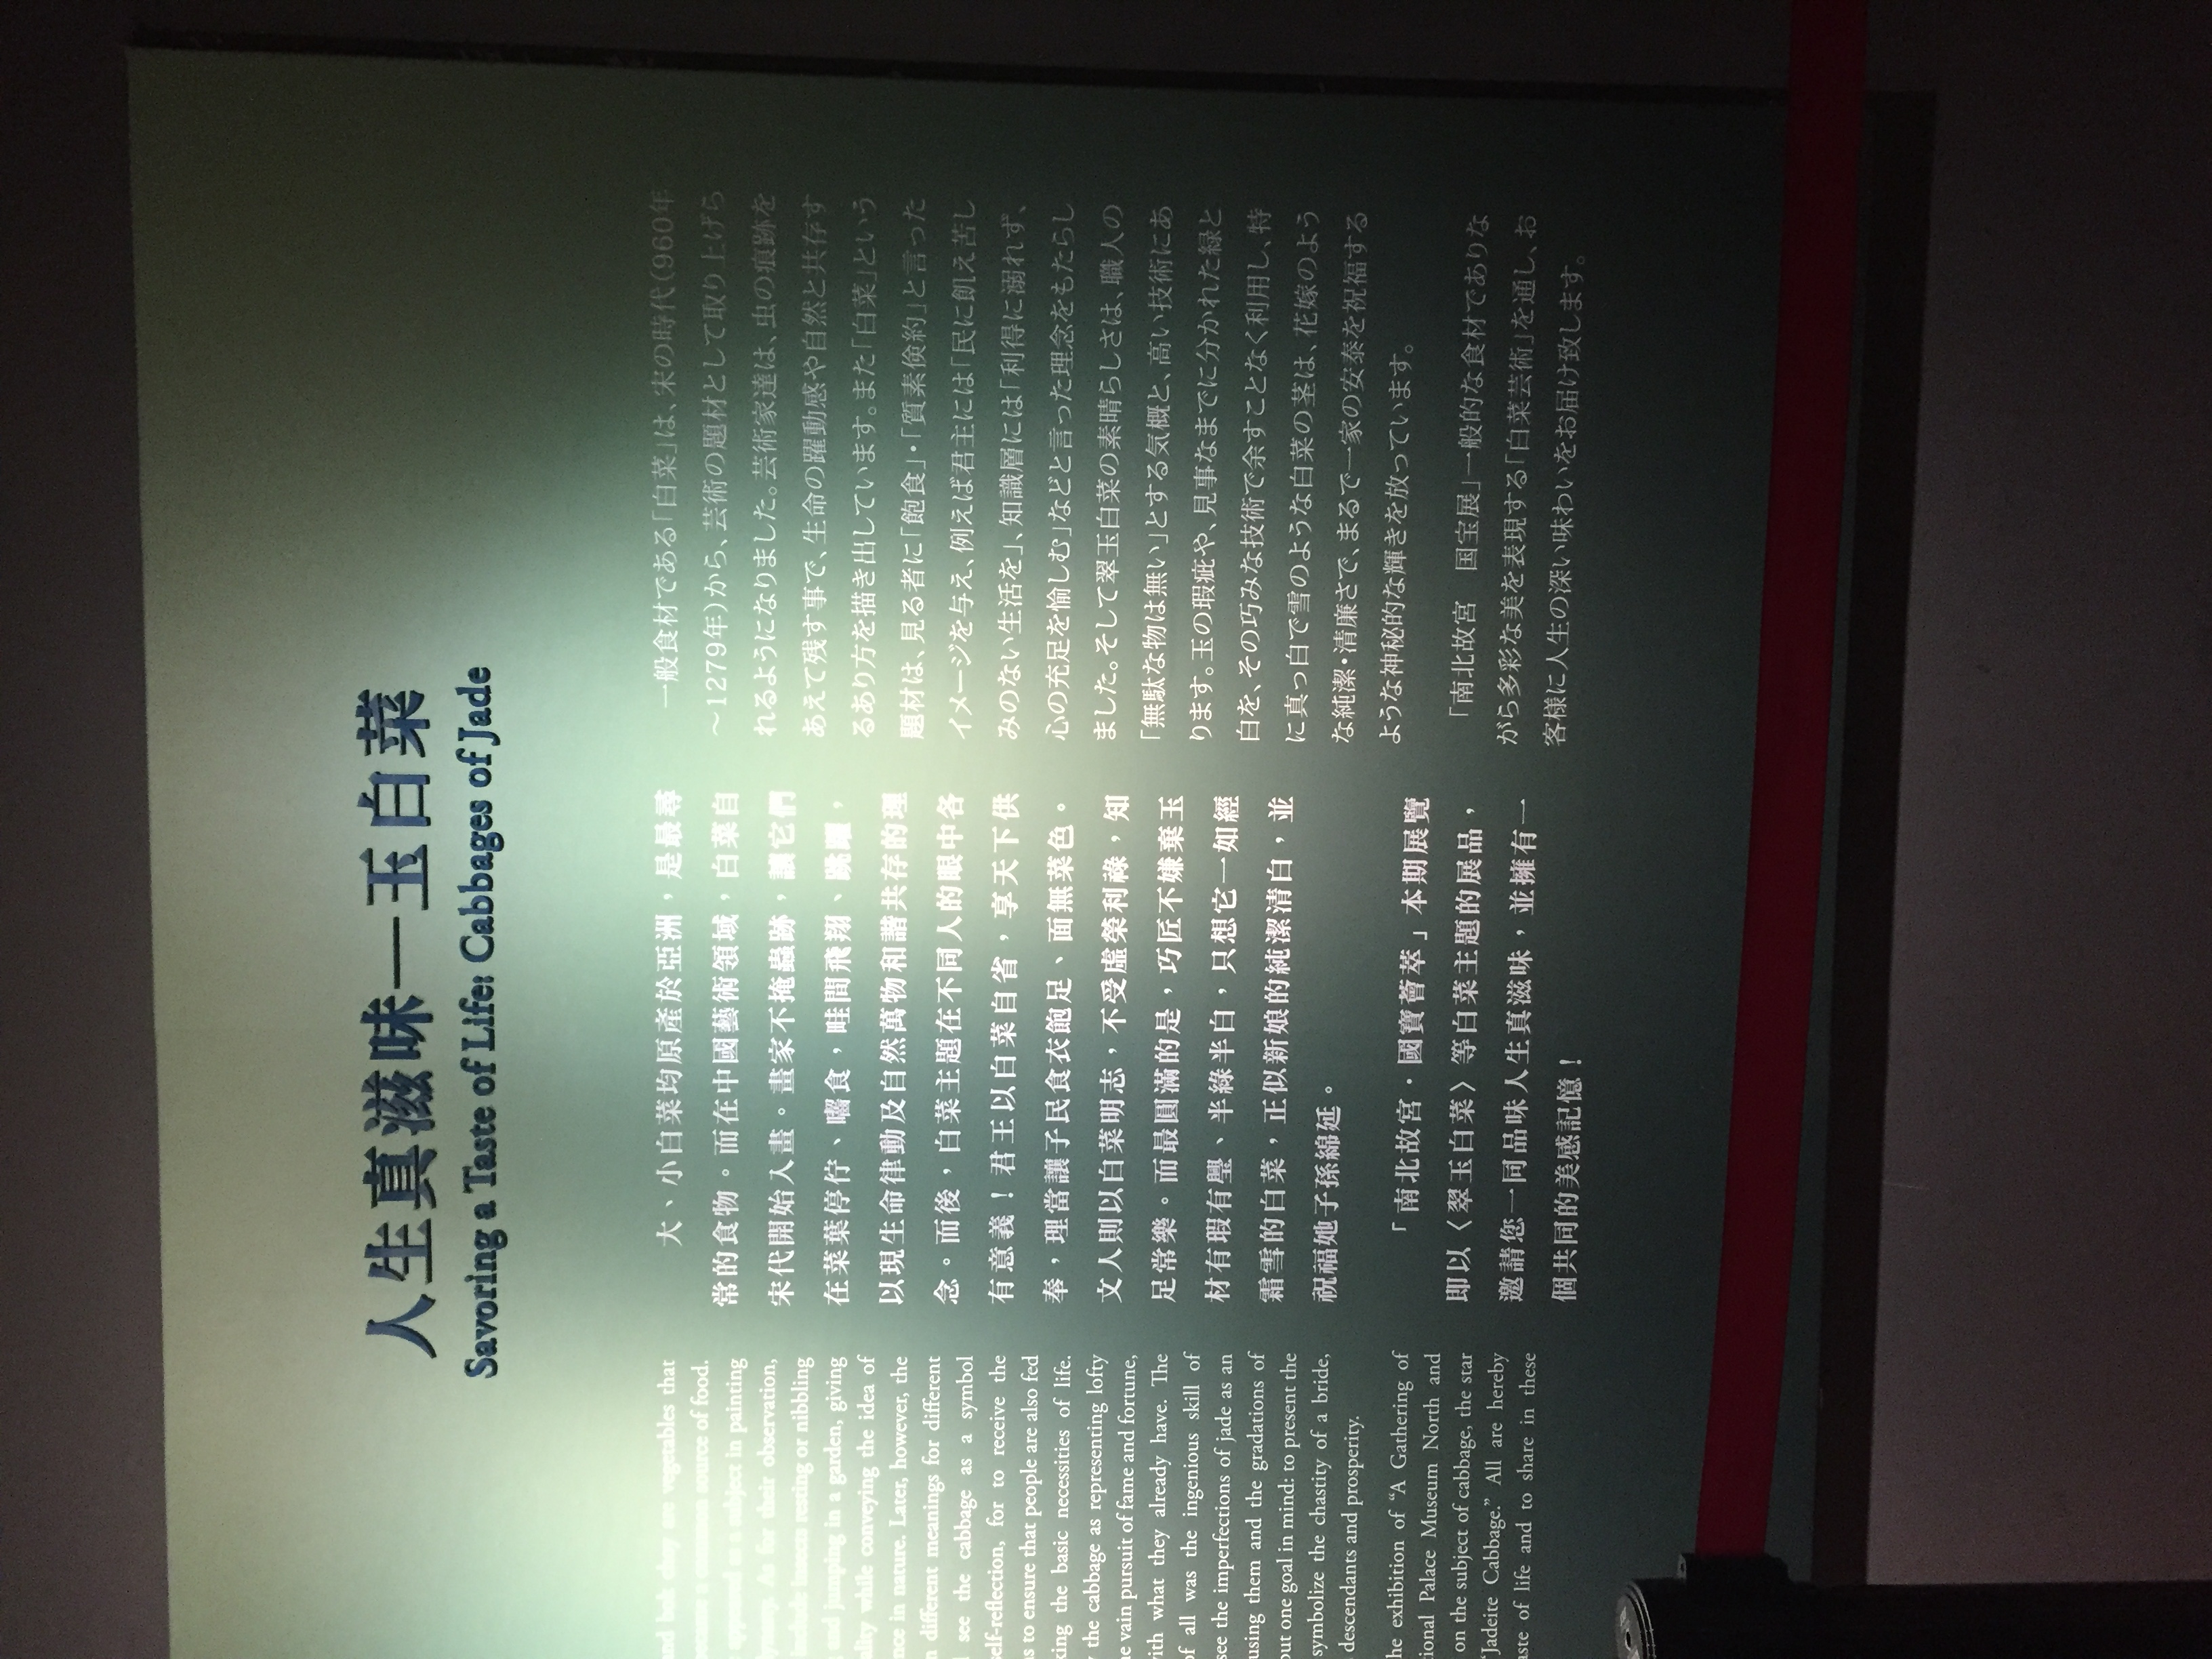 人生真滋味—玉白菜
Savoring a Taste of Life: Cabbages of Jade
and bok choy are vegetables that
became a common source of food.
appeared as a subject in painting
dynasty. As for their observation,
include insects resting or nibbling
and jumping in a garden, giving
ality while conveying the idea of
nce in nature. Later, however, the
n different meanings for different
see the cabbage as a symbol
self-reflection, for to receive the
as to ensure that people are also fed
king the basic necessities of life.
the cabbage as representing lofty
he vain pursuit of fame and fortune,
with what they already have. The
of all was the ingenious skill of
see the imperfections of jade as an
using them and the gradations of
but one goal in mind: to present the
symbolize the chastity of a bride,
descendants and prosperity.
he exhibition of “A Gathering of
tional Palace Museum North and
on the subject of cabbage, the star
“Jadeite Cabbage.” All are hereby
aste of life and to share in these
大、小白菜均原產於亞洲，是最尋
常的食物。而在中國藝術領域，白菜自
宋代開始入畫。畫家不掩蟲跡，讓它們
在菜葉停佇、囓食，畦間飛翔、跳躍，
以現生命律動及自然萬物和諧共存的理
念。而後，白菜主題在不同人的眼中各
有意義！君王以白菜自省，享天下供
奉，理當讓子民食衣飽足、面無菜色。
文人則以白菜明志，不受虛榮利祿，知
足常樂。而最圓滿的是，巧匠不嫌棄玉
材有瑕有璺、半綠半白，只想它一如經
霜雪的白菜，正似新娘的純潔清白，並
祝福她子孫綿延。
「南北故宮・國寶薈萃」本期展覽
即以〈翠玉白菜〉等白菜主題的展品，
邀請您一同品味人生真滋味，並擁有一
個共同的美感記憶！
一般食材である「白菜」は、宋の時代（960年
～1279年）から、芸術の題材として取り上げら
れるようになりました。芸術家達は、虫の痕跡を
あえて残す事で、生命の躍動感や自然と共存す
るあり方を描き出しています。また「白菜」という
題材は、見る者に「飽食」・「質素倹約」と言った
イメージを与え、例えば君主には「民に飢え苦し
みのない生活を」、知識層には「利得に溺れず、
心の充足を愉しむ」などと言った理念をもたらし
ました。そして翠玉白菜の素晴らしさは、職人の
「無駄な物は無い」とする気概と、高い技術にあ
ります。玉の瑕疵や、見事なまでに分かれた緑と
白を、その巧みな技術で余すことなく利用し、特
に真っ白で雪のような白菜の茎は、花嫁のよう
な純潔・清廉さで、まるで一家の安泰を祝福する
ような神秘的な輝きを放っています。
「南北故宮　国宝展」一般的な食材でありな
がら多彩な美を表現する「白菜芸術」を通し、お
客様に人生の深い味わいをお届け致します。